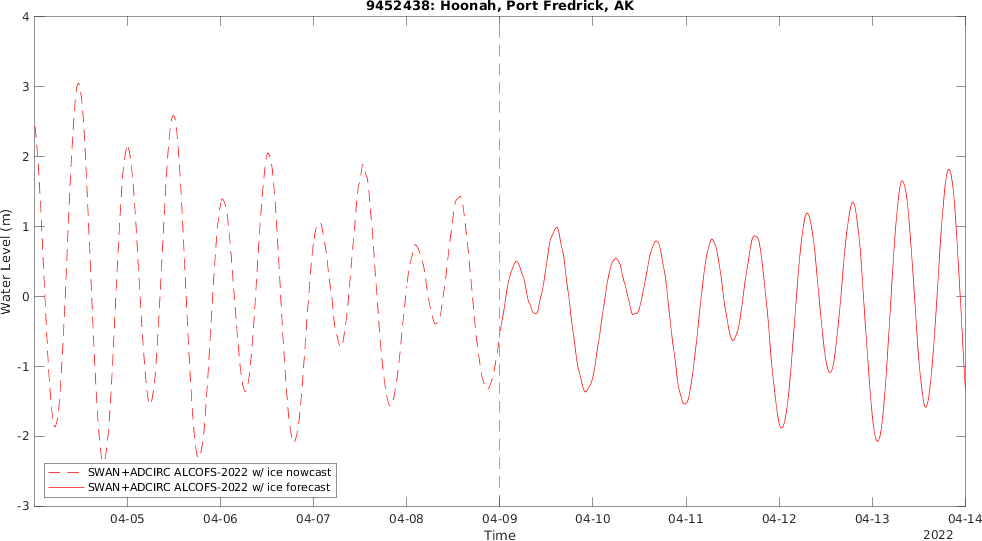 9452438: Hoonah, Port Fredrick, AK
Water Level (m)
4
3
2
1
0
-1
-2
-3
SWAN+ADCIRC ALCOFS-2022 w/ ice nowcast
SWAN+ADCIRC ALCOFS-2022 w/ ice forecast
04-05 04-06 04-07 04-08 04-09 04-10 04-11 04-12 04-13 04-14
Time
2022